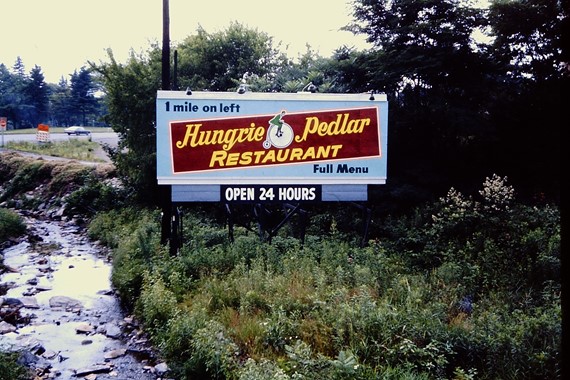 1 mile on left
Hungrie Pedlar
RESTAURANT
Full Menu
OPEN 24 HOURS